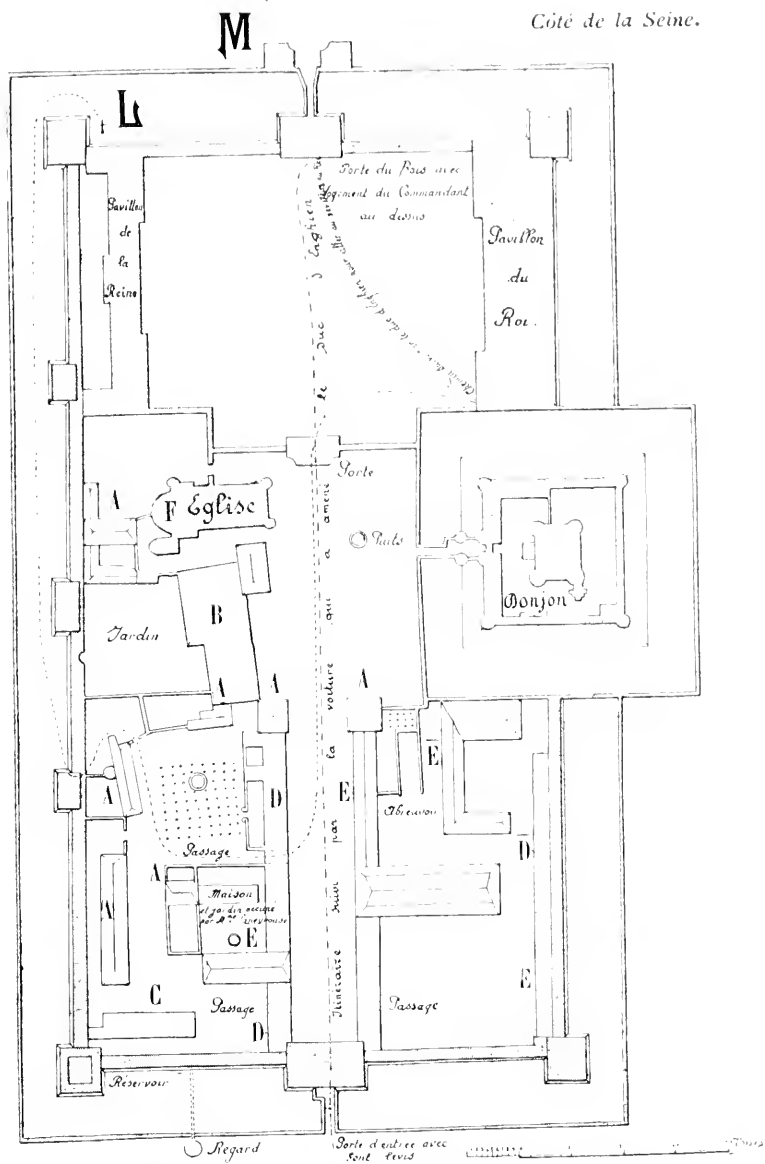 Côté de la Seine.
M
L
Porte du Bois avec
logement du Commandant
au dessus
Pavillon
de
la
Reine
Pavillon
du
Roi.
Itinéraire suivi par la voiture qui a amené le Duc d'Enghien
Porte
A
F Eglise
Puits
Donjon
B
Jardin
A
A
A
E
D
E
A
Abreuvoir
D
Passage
A
Maison
et jardin occupé
par
A
E
E
C
Passage
D
Passage
Réservoir
Regard
Porte d'entrée avec
Pont levis